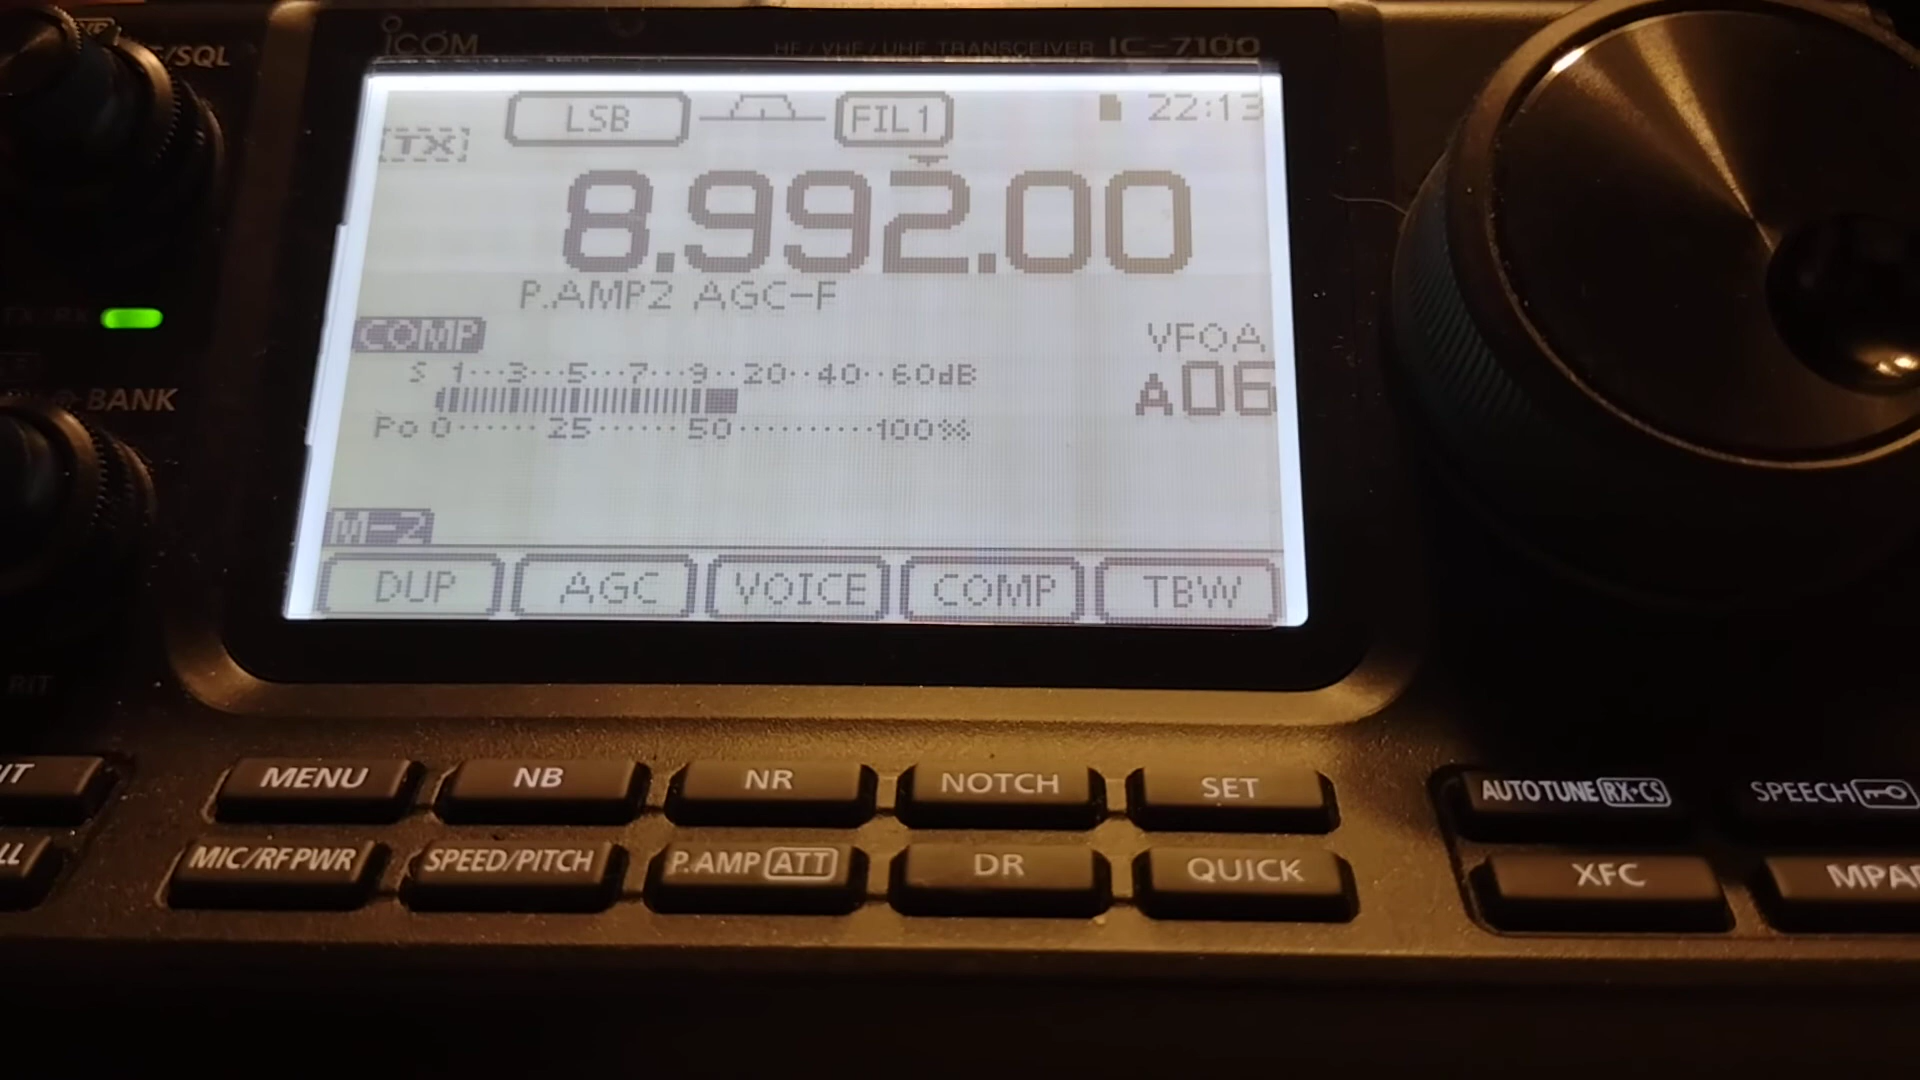 /SQL
iCOM
HF/VHF/UHF TRANSCEIVER IC-7100
LSB
FIL1
22:13
TX
8.992.00
P.AMP2 AGC-F
COMP
VFOA
S 1···3···5···7···9··20··40··60dB
A06
BANK
Po 0······25······50··········100%
M-2
DUP
AGC
VOICE
COMP
TBW
RIT
MENU
NB
NR
NOTCH
SET
AUTOTUNE RX→CS
SPEECH
MIC/RF PWR
SPEED/PITCH
P.AMP ATT
DR
QUICK
XFC